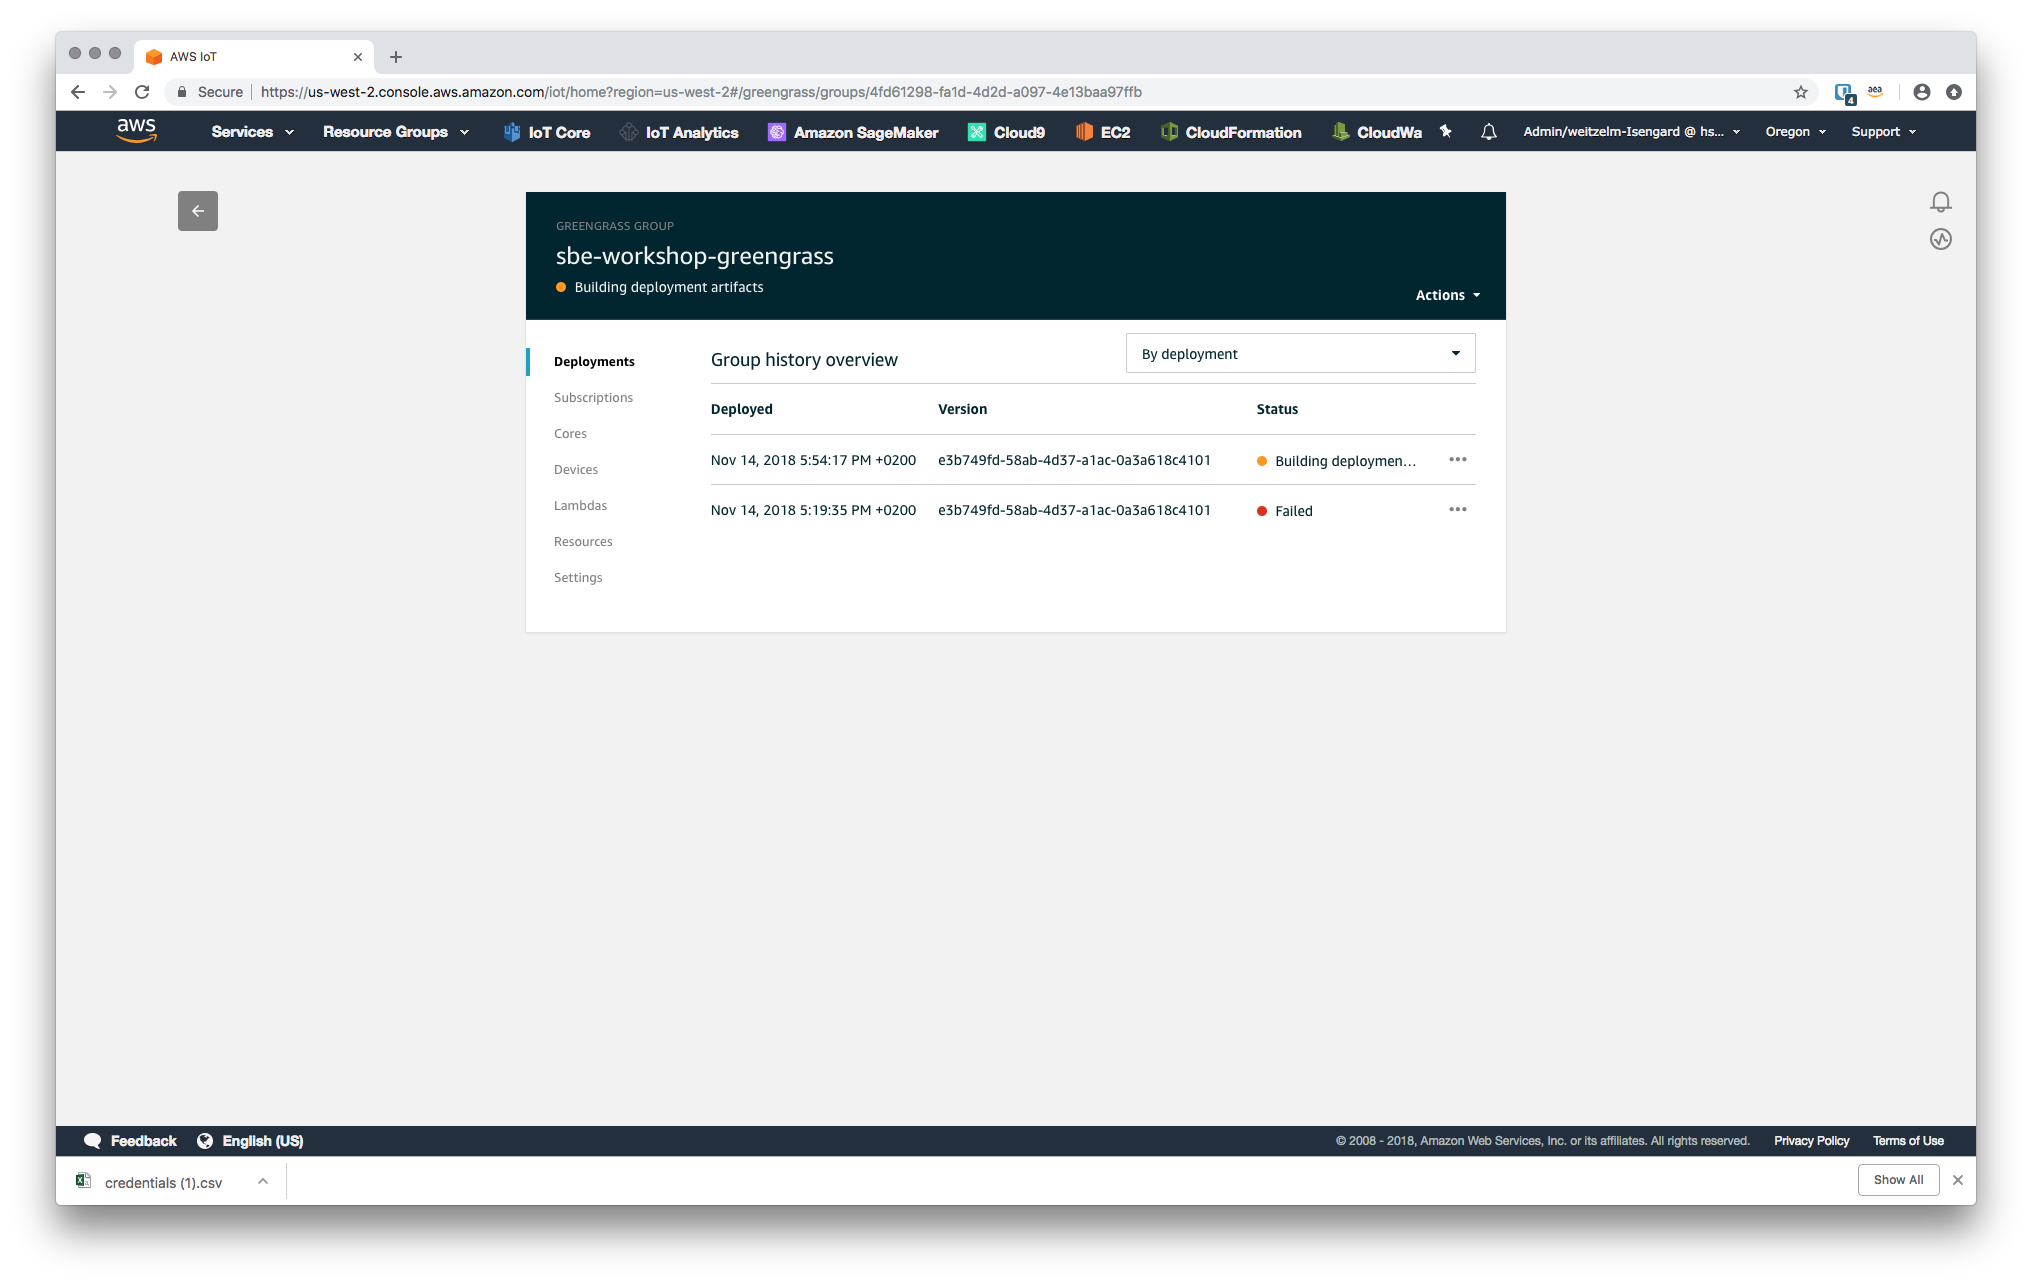 AWS IoT
Secure https://us-west-2.console.aws.amazon.com/iot/home?region=us-west-2#/greengrass/groups/4fd61298-fa1d-4d2d-a097-4e13baa97ffb 4 aea
aws Services Resource Groups IoT Core IoT Analytics Amazon SageMaker Cloud9 EC2 CloudFormation CloudWa Admin/weitzelm-Isengard @ hs... Oregon Support
GREENGRASS GROUP
sbe-workshop-greengrass
Building deployment artifacts
Actions
Deployments
Subscriptions
Cores
Devices
Lambdas
Resources
Settings
Group history overview By deployment
Deployed Version Status
Nov 14, 2018 5:54:17 PM +0200 e3b749fd-58ab-4d37-a1ac-0a3a618c4101 Building deploymen... •••
Nov 14, 2018 5:19:35 PM +0200 e3b749fd-58ab-4d37-a1ac-0a3a618c4101 Failed •••
Feedback English (US) © 2008 - 2018, Amazon Web Services, Inc. or its affiliates. All rights reserved. Privacy Policy Terms of Use
credentials (1).csv Show All